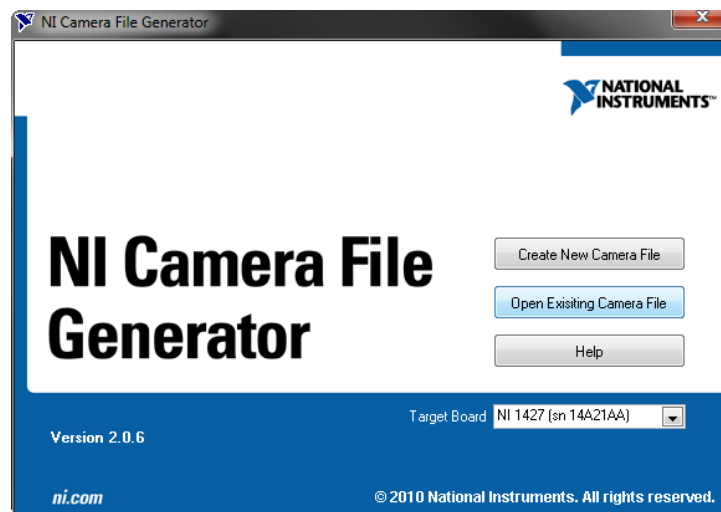 NI Camera File Generator
NATIONAL
INSTRUMENTS™
NI Camera File
Generator
Create New Camera File
Open Exisiting Camera File
Help
Target Board NI 1427 (sn 14A21AA)
Version 2.0.6
ni.com © 2010 National Instruments. All rights reserved.